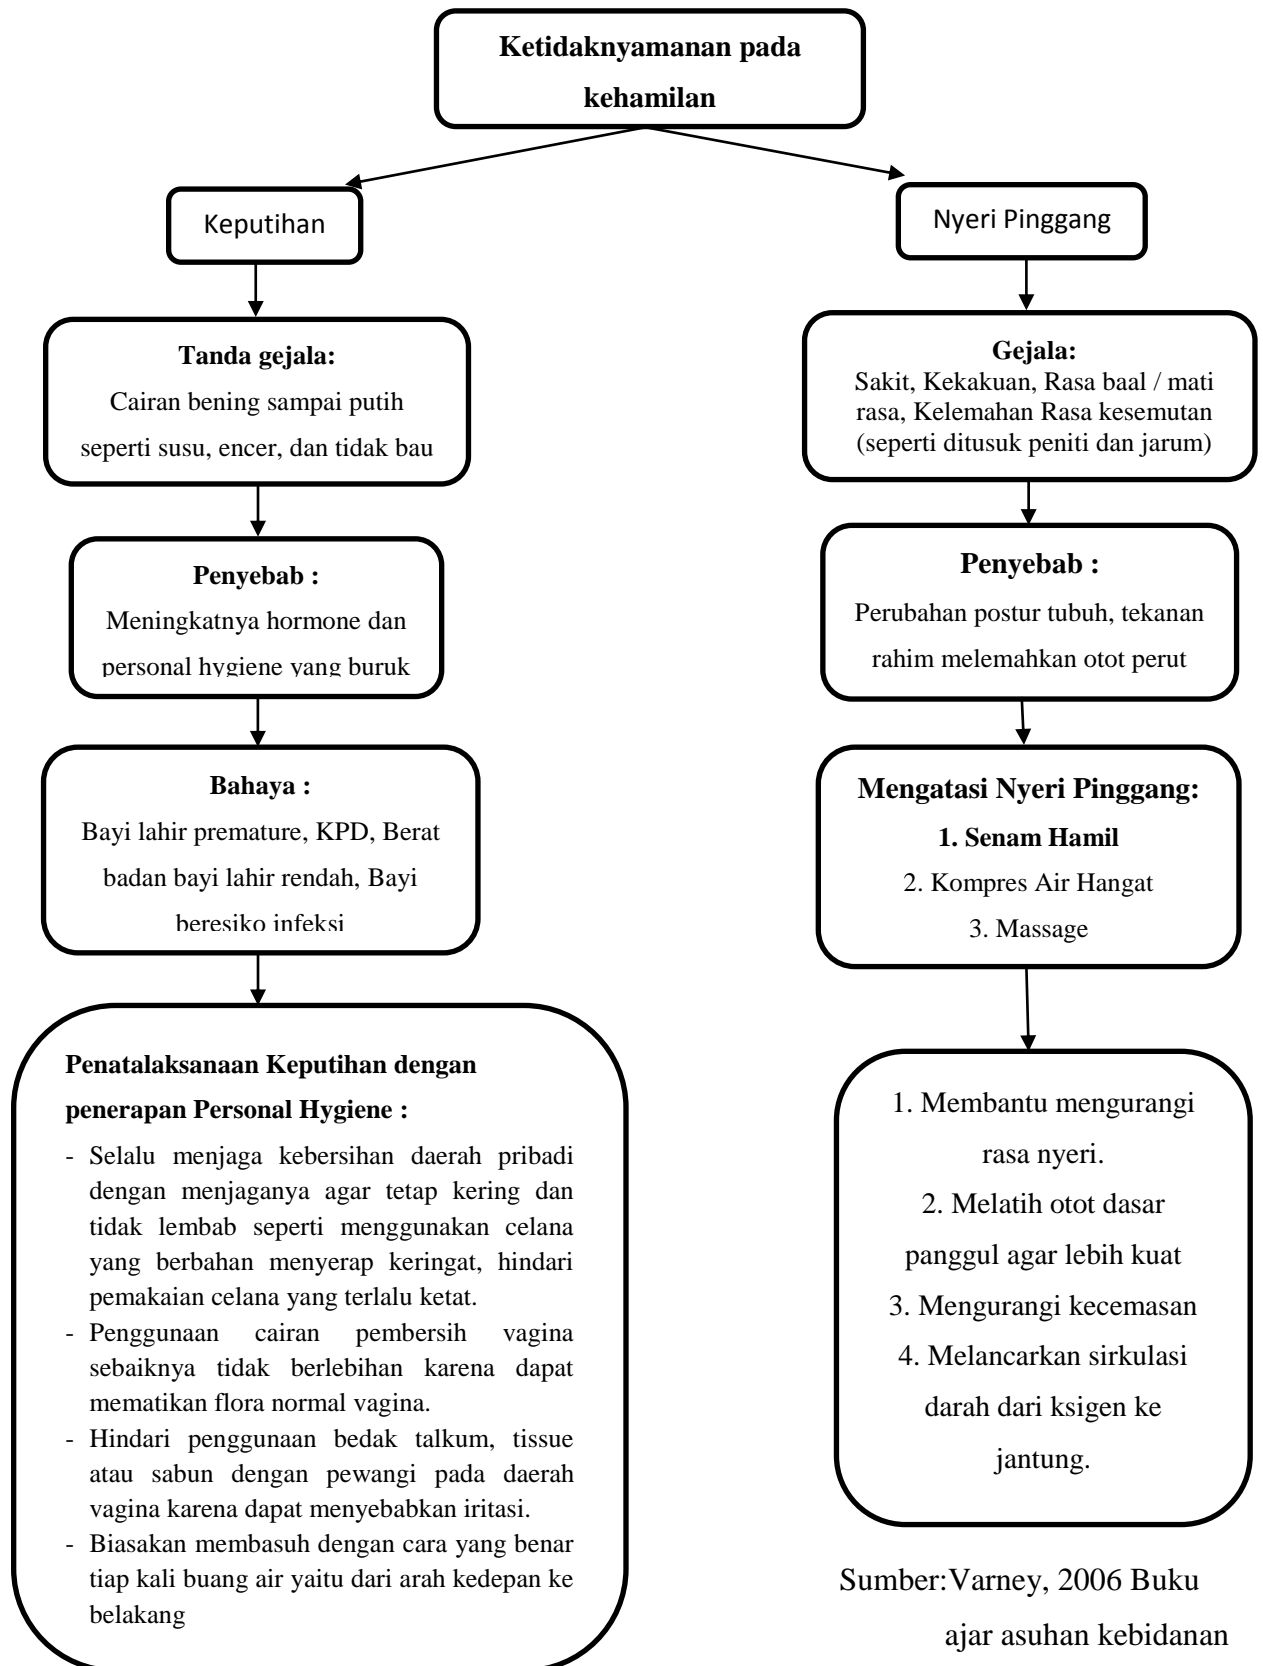 Ketidaknyamanan pada
kehamilan
Keputihan
Tanda gejala:
Cairan bening sampai putih
seperti susu, encer, dan tidak bau
Penyebab :
Meningkatnya hormone dan
personal hygiene yang buruk
Bahaya :
Bayi lahir premature, KPD, Berat
badan bayi lahir rendah, Bayi
beresiko infeksi
Penatalaksanaan Keputihan dengan
penerapan Personal Hygiene :
- Selalu menjaga kebersihan daerah pribadi
dengan menjaganya agar tetap kering dan
tidak lembab seperti menggunakan celana
yang berbahan menyerap keringat, hindari
pemakaian celana yang terlalu ketat.
- Penggunaan cairan pembersih vagina
sebaiknya tidak berlebihan karena dapat
mematikan flora normal vagina.
- Hindari penggunaan bedak talkum, tissue
atau sabun dengan pewangi pada daerah
vagina karena dapat menyebabkan iritasi.
- Biasakan membasuh dengan cara yang benar
tiap kali buang air yaitu dari arah kedepan ke
belakang
Nyeri Pinggang
Gejala:
Sakit, Kekakuan, Rasa baal / mati
rasa, Kelemahan Rasa kesemutan
(seperti ditusuk peniti dan jarum)
Penyebab :
Perubahan postur tubuh, tekanan
rahim melemahkan otot perut
Mengatasi Nyeri Pinggang:
1. Senam Hamil
2. Kompres Air Hangat
3. Massage
1. Membantu mengurangi
rasa nyeri.
2. Melatih otot dasar
panggul agar lebih kuat
3. Mengurangi kecemasan
4. Melancarkan sirkulasi
darah dari ksigen ke
jantung.
Sumber:Varney, 2006 Buku
ajar asuhan kebidanan